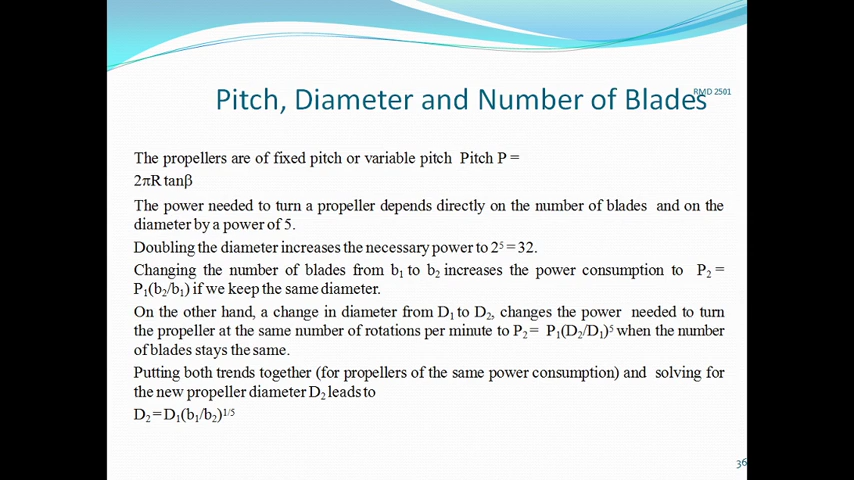 RMD 2501
Pitch, Diameter and Number of Blades
The propellers are of fixed pitch or variable pitch Pitch P =
2πR tanβ
The power needed to turn a propeller depends directly on the number of blades and on the
diameter by a power of 5.
Doubling the diameter increases the necessary power to 2⁵ = 32.
Changing the number of blades from b₁ to b₂ increases the power consumption to P₂ =
P₁(b₂/b₁) if we keep the same diameter.
On the other hand, a change in diameter from D₁ to D₂, changes the power needed to turn
the propeller at the same number of rotations per minute to P₂ = P₁(D₂/D₁)⁵ when the number
of blades stays the same.
Putting both trends together (for propellers of the same power consumption) and solving for
the new propeller diameter D₂ leads to
D₂ = D₁(b₁/b₂)¹ᐟ⁵
36